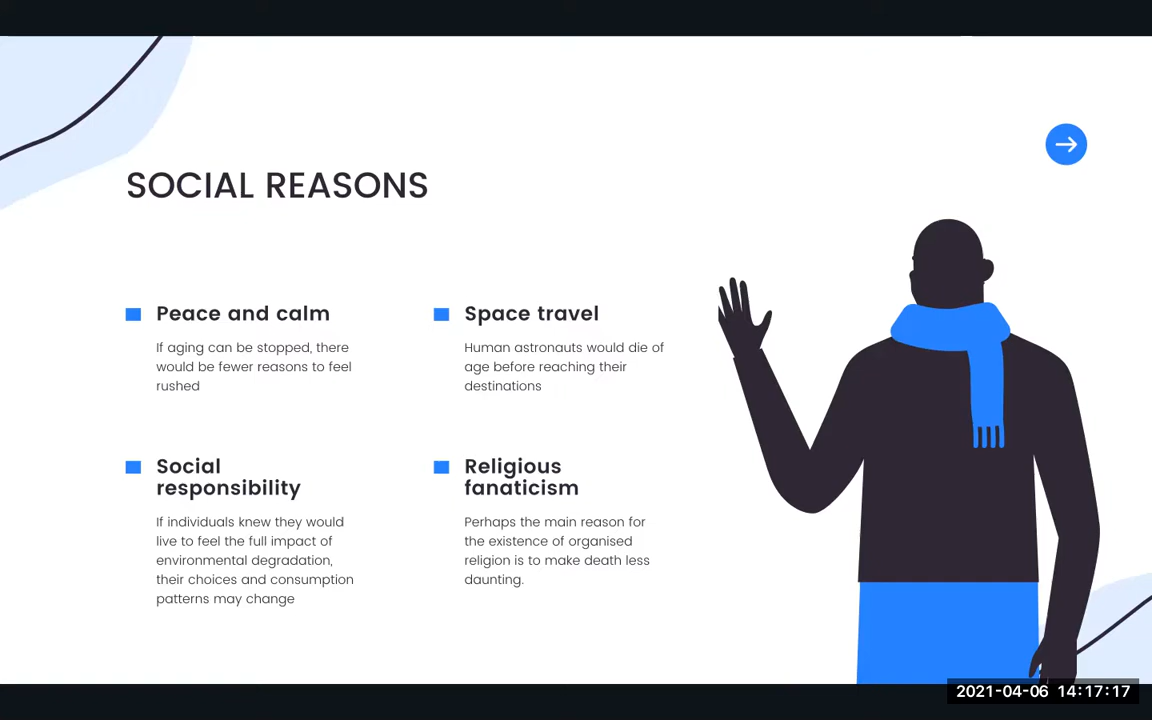 SOCIAL REASONS
Peace and calm
If aging can be stopped, there
would be fewer reasons to feel
rushed
Space travel
Human astronauts would die of
age before reaching their
destinations
Social
responsibility
If individuals knew they would
live to feel the full impact of
environmental degradation,
their choices and consumption
patterns may change
Religious
fanaticism
Perhaps the main reason for
the existence of organised
religion is to make death less
daunting.
2021-04-06 14:17:17